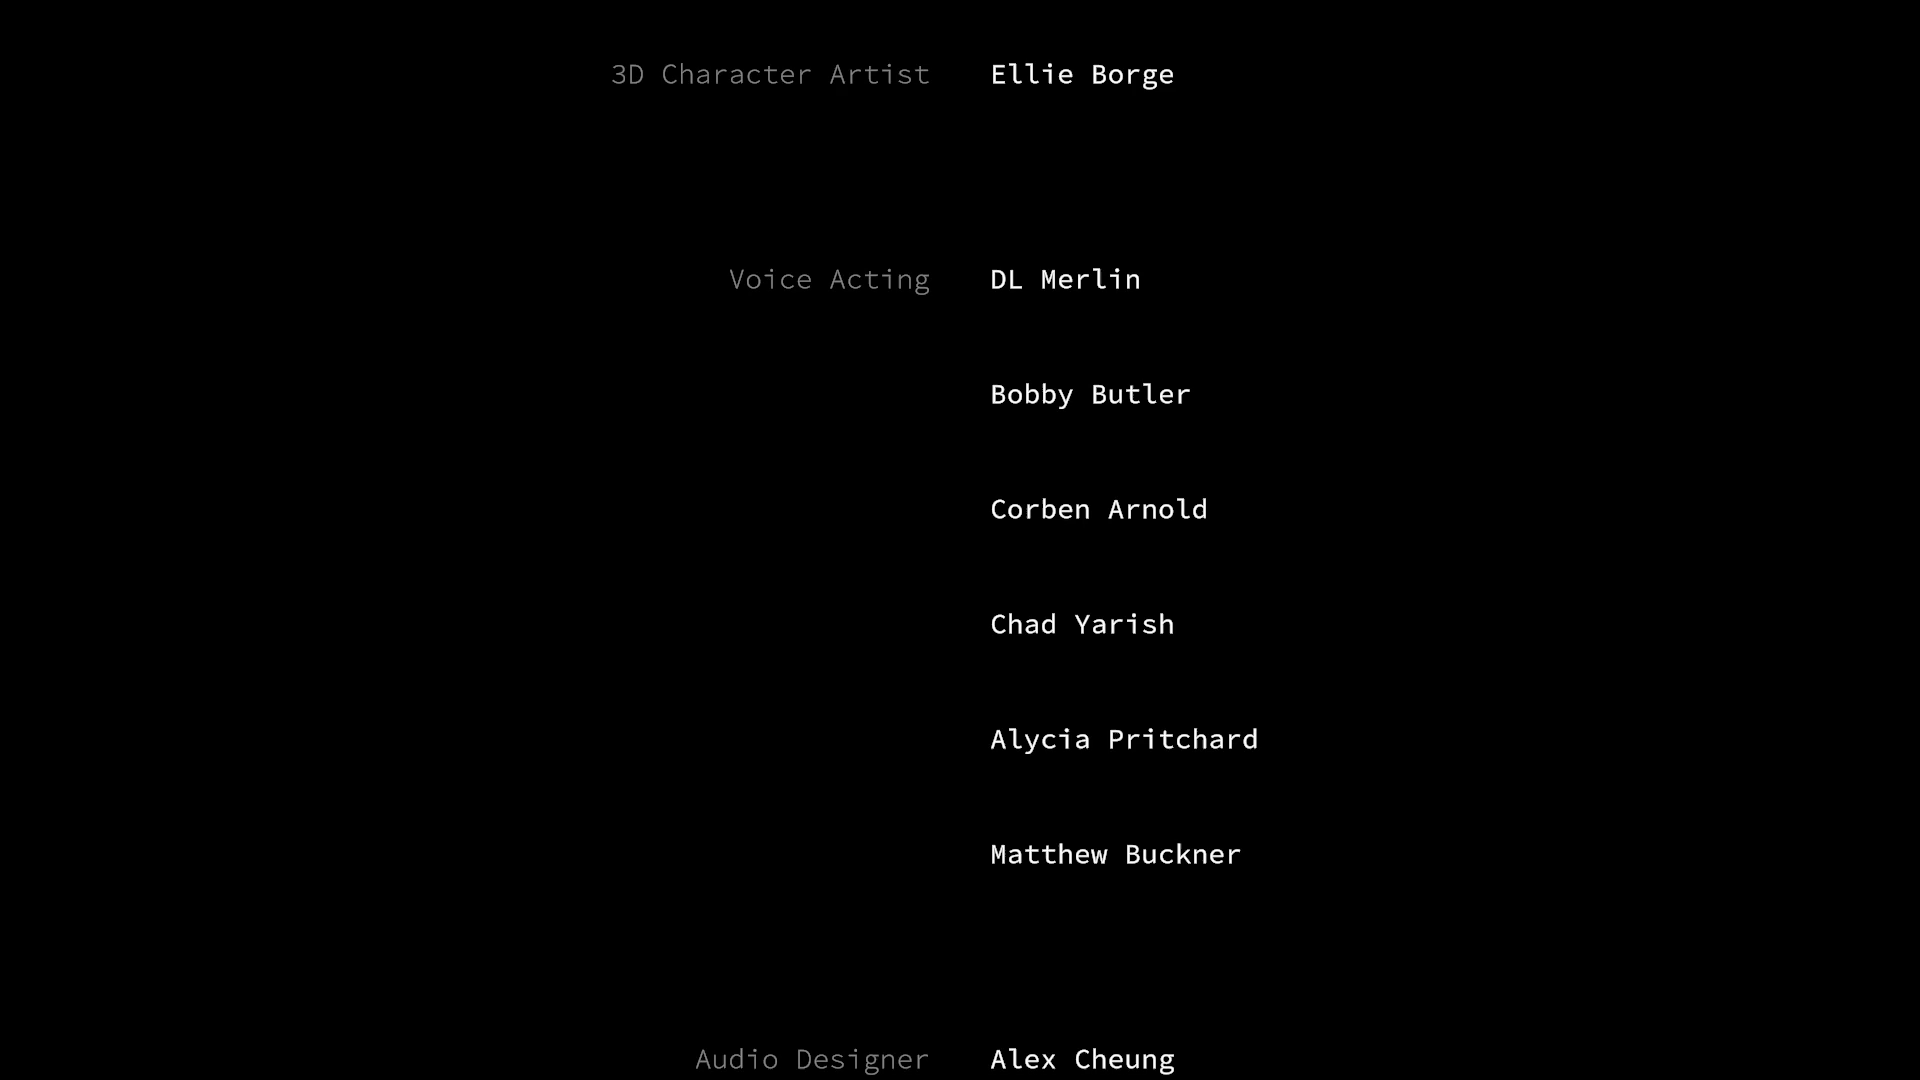 3D Character Artist Ellie Borge
Voice Acting DL Merlin
Bobby Butler
Corben Arnold
Chad Yarish
Alycia Pritchard
Matthew Buckner
Audio Designer Alex Cheung